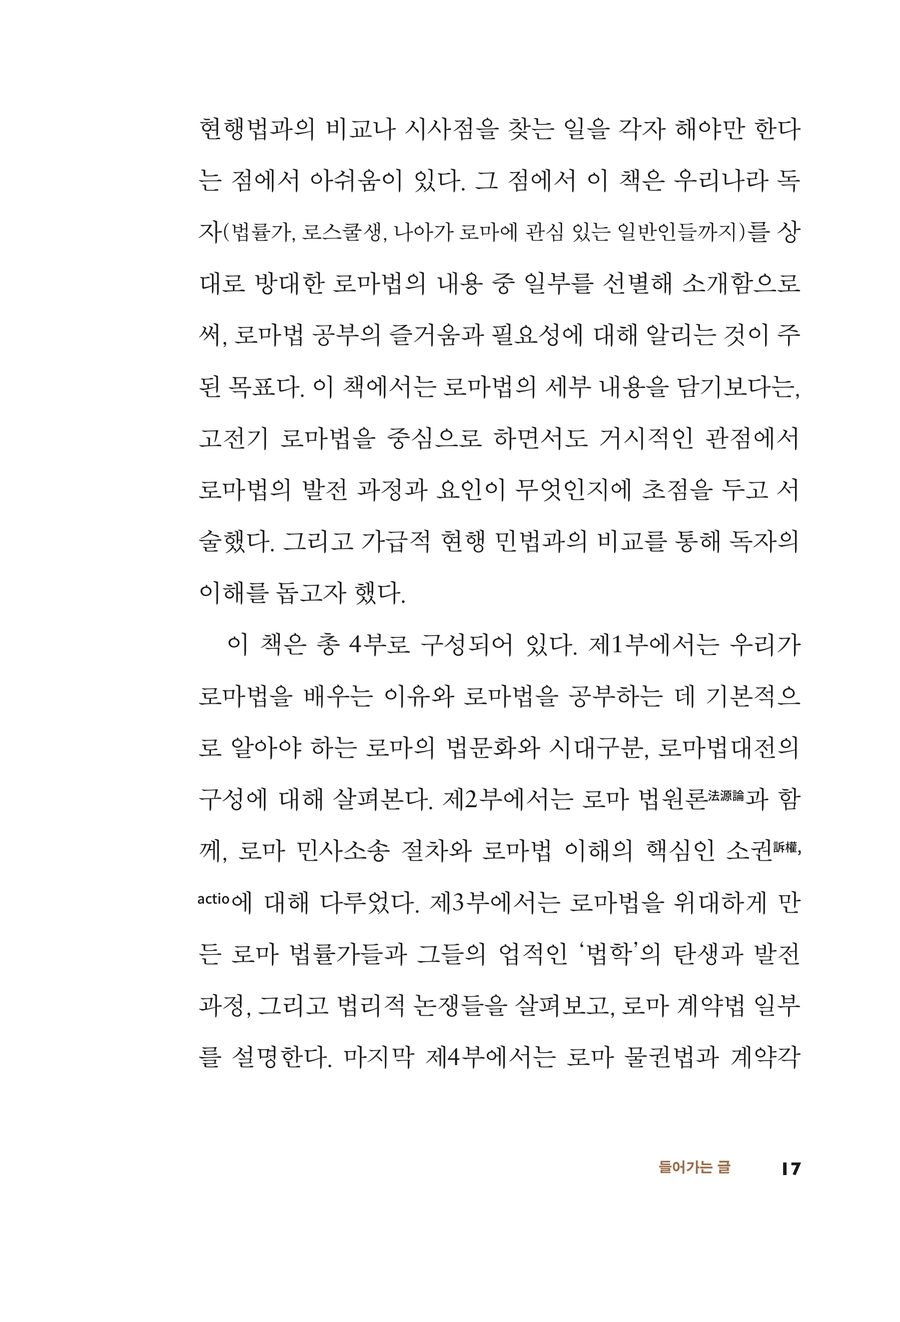 현행법과의 비교나 시사점을 찾는 일을 각자 해야만 한다
는 점에서 아쉬움이 있다. 그 점에서 이 책은 우리나라 독
자(법률가, 로스쿨생, 나아가 로마에 관심 있는 일반인들까지)를 상
대로 방대한 로마법의 내용 중 일부를 선별해 소개함으로
써, 로마법 공부의 즐거움과 필요성에 대해 알리는 것이 주
된 목표다. 이 책에서는 로마법의 세부 내용을 담기보다는,
고전기 로마법을 중심으로 하면서도 거시적인 관점에서
로마법의 발전 과정과 요인이 무엇인지에 초점을 두고 서
술했다. 그리고 가급적 현행 민법과의 비교를 통해 독자의
이해를 돕고자 했다.
이 책은 총 4부로 구성되어 있다. 제1부에서는 우리가
로마법을 배우는 이유와 로마법을 공부하는 데 기본적으
로 알아야 하는 로마의 법문화와 시대구분, 로마법대전의
구성에 대해 살펴본다. 제2부에서는 로마 법원론法源論과 함
께, 로마 민사소송 절차와 로마법 이해의 핵심인 소권訴權,
actio에 대해 다루었다. 제3부에서는 로마법을 위대하게 만
든 로마 법률가들과 그들의 업적인 ‘법학’의 탄생과 발전
과정, 그리고 법리적 논쟁들을 살펴보고, 로마 계약법 일부
를 설명한다. 마지막 제4부에서는 로마 물권법과 계약각
들어가는 글 17